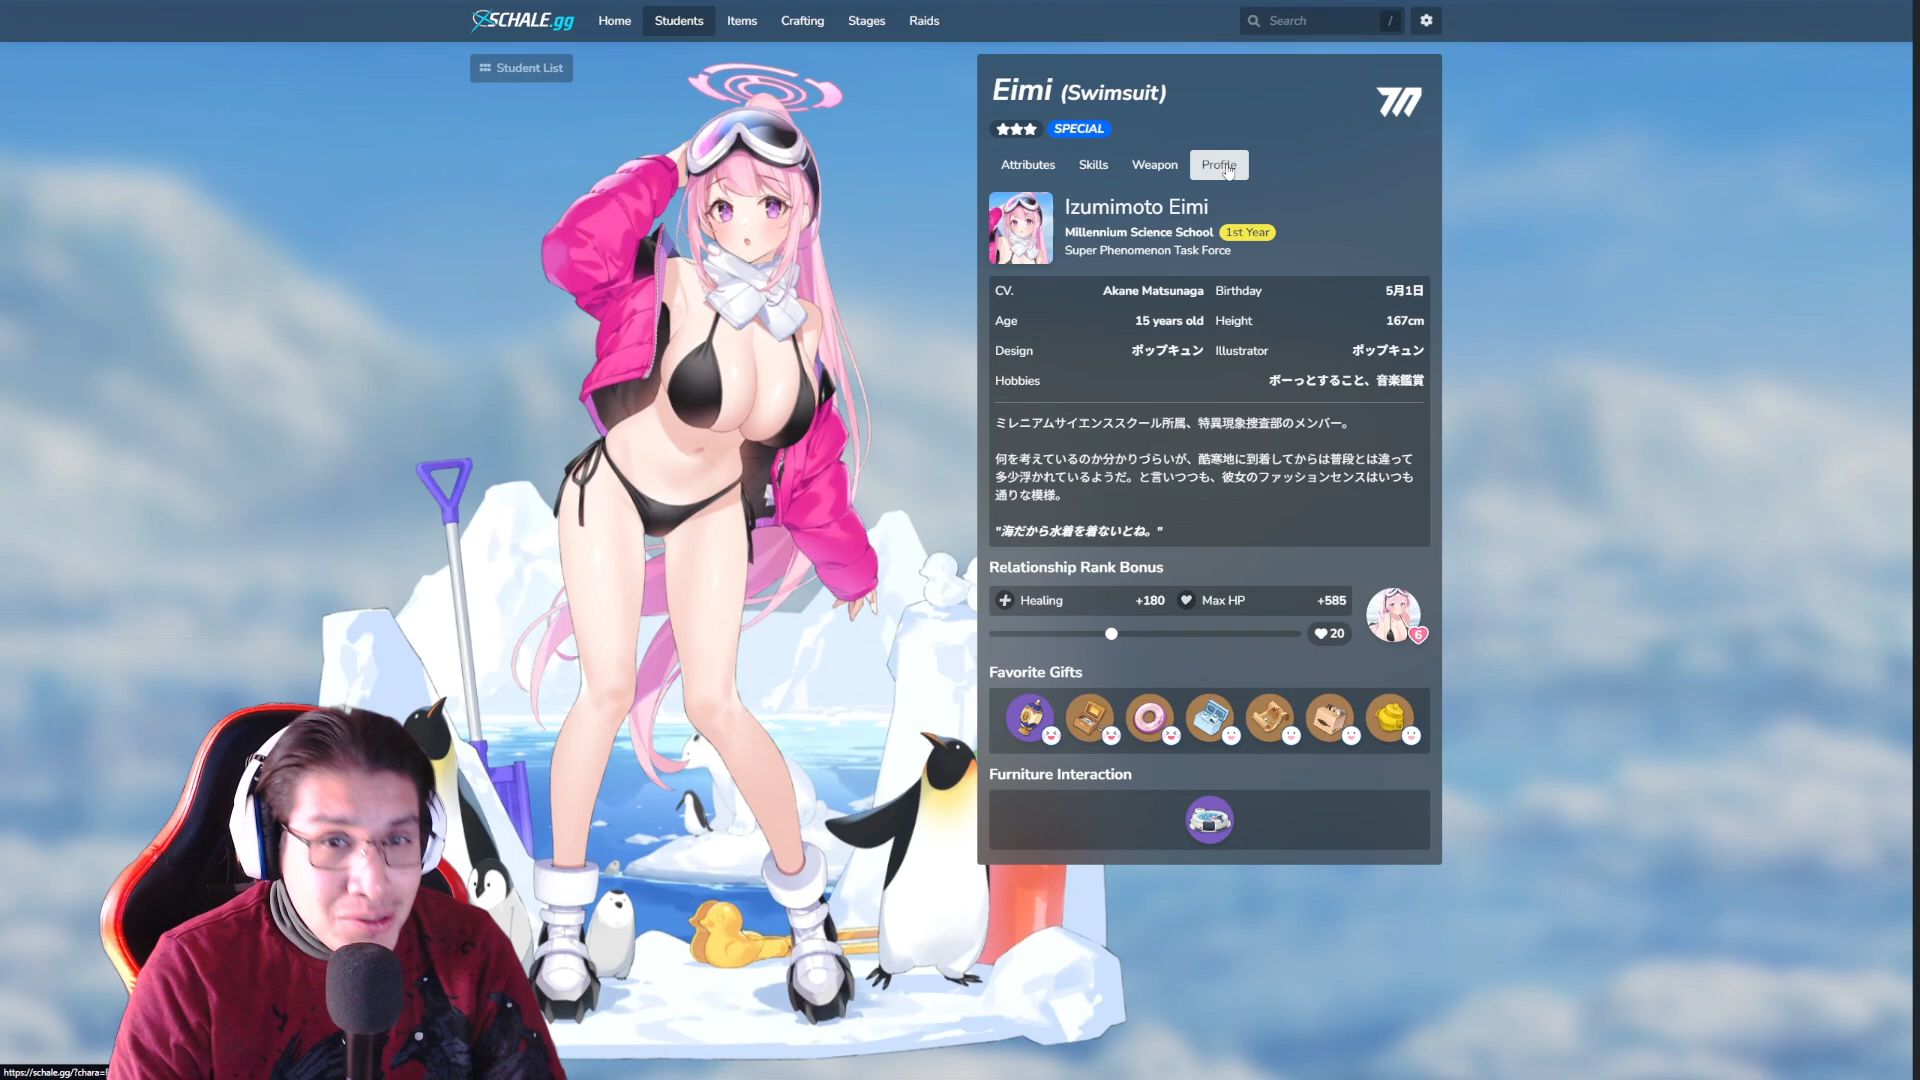 SCHALE.gg
Home
Students
Items
Crafting
Stages
Raids
Search
/
Student List
Eimi (Swimsuit)
SPECIAL
Attributes
Skills
Weapon
Profile
Izumimoto Eimi
Millennium Science School 1st Year
Super Phenomenon Task Force
CV. Akane Matsunaga Birthday 5月1日
Age 15 years old Height 167cm
Design ポップキュン Illustrator ポップキュン
Hobbies ボーっとすること、音楽鑑賞
ミレニアムサイエンススクール所属、特異現象捜査部のメンバー。
何を考えているのか分かりづらいが、酷寒地に到着してからは普段とは違って
多少浮かれているようだ。と言いつつも、彼女のファッションセンスはいつも
通りな模様。
"海だから水着を着ないとね。"
Relationship Rank Bonus
Healing +180 Max HP +585
20
6
Favorite Gifts
Furniture Interaction
https://schale.gg/?chara=